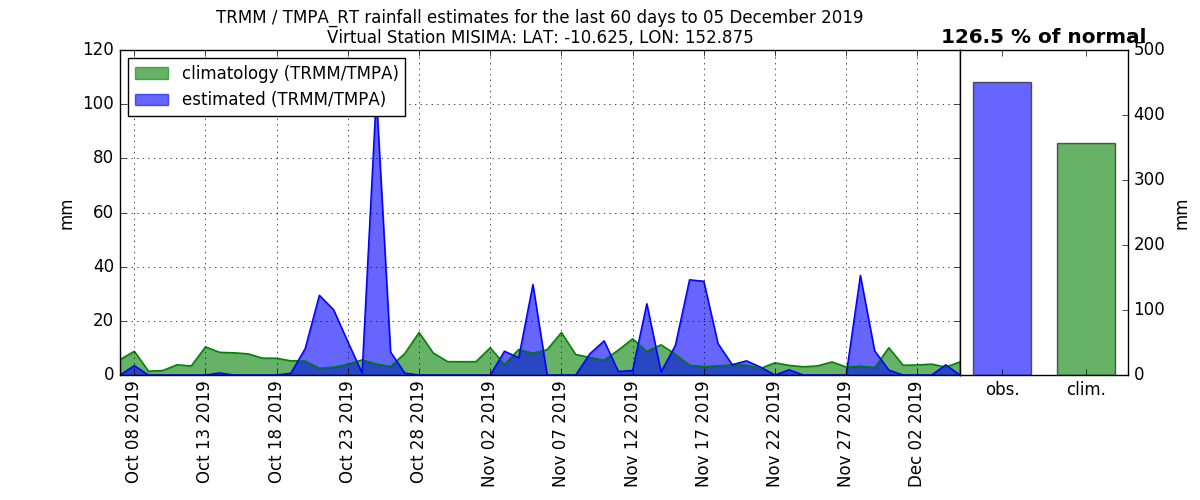 TRMM / TMPA_RT rainfall estimates for the last 60 days to 05 December 2019
Virtual Station MISIMA: LAT: -10.625, LON: 152.875
126.5 % of normal
climatology (TRMM/TMPA)
estimated (TRMM/TMPA)
120
100
80
60
40
20
0
mm
500
400
300
200
100
0
mm
Oct 08 2019
Oct 13 2019
Oct 18 2019
Oct 23 2019
Oct 28 2019
Nov 02 2019
Nov 07 2019
Nov 12 2019
Nov 17 2019
Nov 22 2019
Nov 27 2019
Dec 02 2019
obs.
clim.